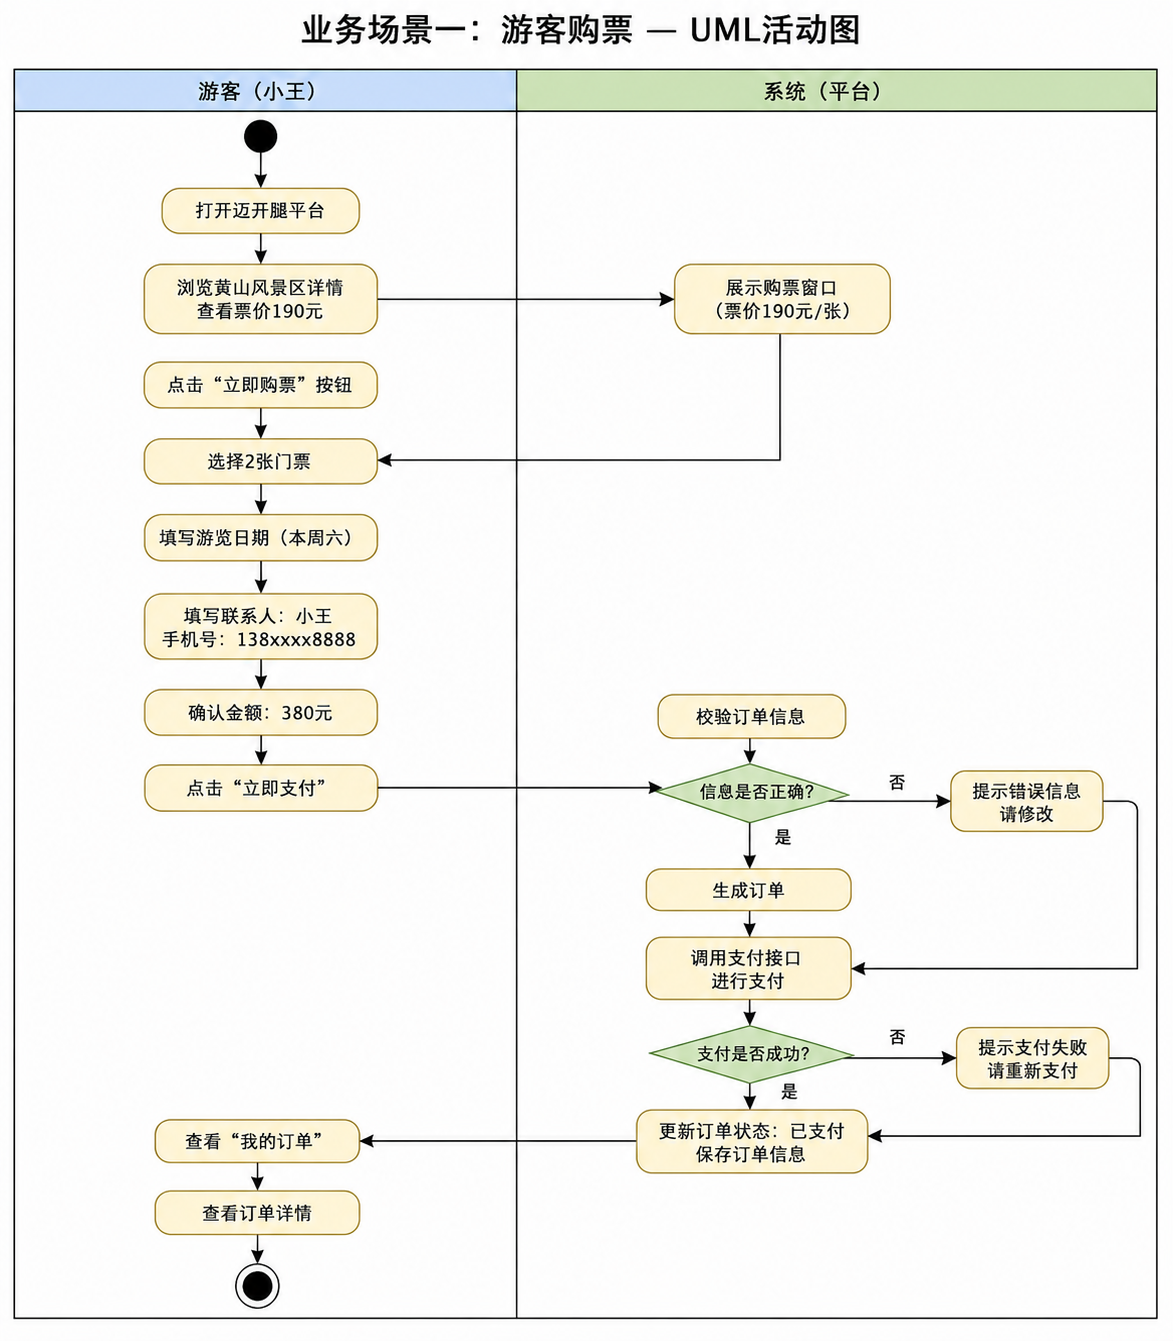 业务场景一：游客购票 — UML活动图
游客（小王）
系统（平台）
打开迈开腿平台
浏览黄山风景区详情
查看票价190元
展示购票窗口
（票价190元/张）
点击“立即购票”按钮
选择2张门票
填写游览日期（本周六）
填写联系人：小王
手机号：138xxxx8888
确认金额：380元
校验订单信息
点击“立即支付”
信息是否正确？
否
提示错误信息
请修改
是
生成订单
调用支付接口
进行支付
支付是否成功？
否
提示支付失败
请重新支付
是
更新订单状态：已支付
保存订单信息
查看“我的订单”
查看订单详情